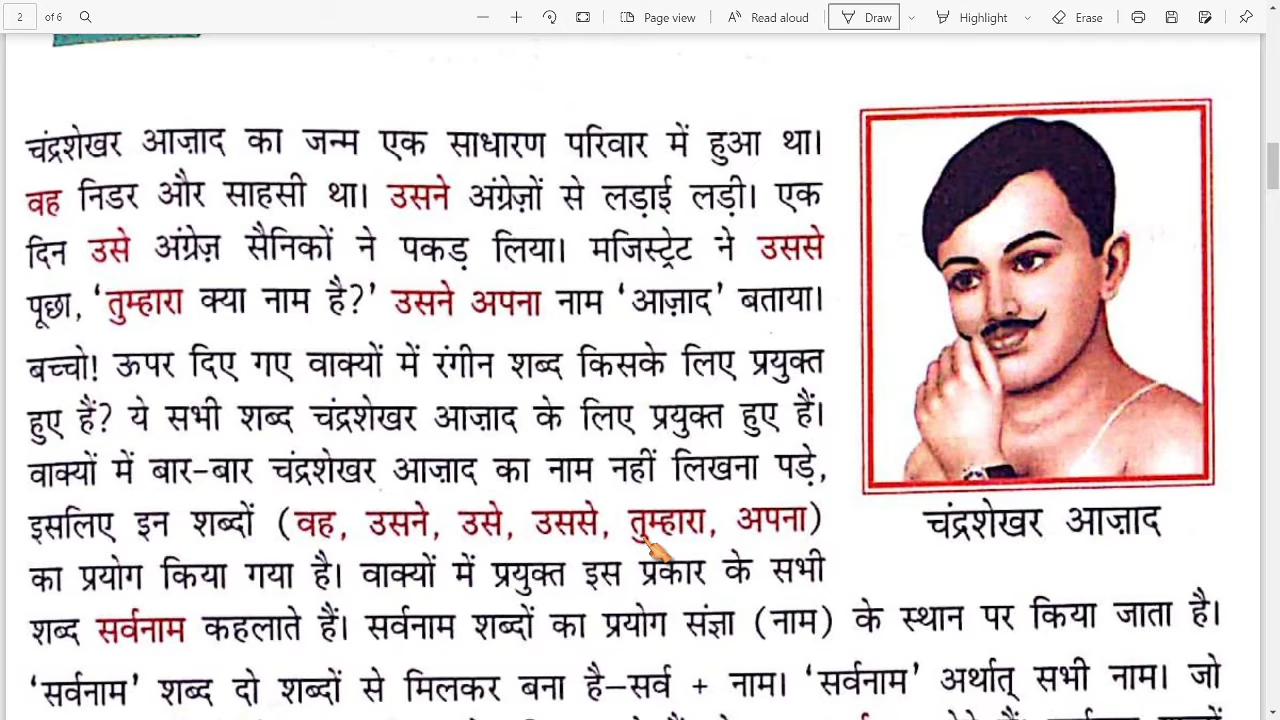 2 of 6 Page view Read aloud Draw Highlight Erase
चंद्रशेखर आज़ाद का जन्म एक साधारण परिवार में हुआ था।
वह निडर और साहसी था। उसने अंग्रेज़ों से लड़ाई लड़ी। एक
दिन उसे अंग्रेज़ सैनिकों ने पकड़ लिया। मजिस्ट्रेट ने उससे
पूछा, ‘तुम्हारा क्या नाम है?’ उसने अपना नाम ‘आज़ाद’ बताया।
बच्चो! ऊपर दिए गए वाक्यों में रंगीन शब्द किसके लिए प्रयुक्त
हुए हैं? ये सभी शब्द चंद्रशेखर आज़ाद के लिए प्रयुक्त हुए हैं।
वाक्यों में बार-बार चंद्रशेखर आज़ाद का नाम नहीं लिखना पड़े,
इसलिए इन शब्दों (वह, उसने, उसे, उससे, तुम्हारा, अपना)
चंद्रशेखर आज़ाद
का प्रयोग किया गया है। वाक्यों में प्रयुक्त इस प्रकार के सभी
शब्द सर्वनाम कहलाते हैं। सर्वनाम शब्दों का प्रयोग संज्ञा (नाम) के स्थान पर किया जाता है।
‘सर्वनाम’ शब्द दो शब्दों से मिलकर बना है–सर्व + नाम। ‘सर्वनाम’ अर्थात् सभी नाम। जो